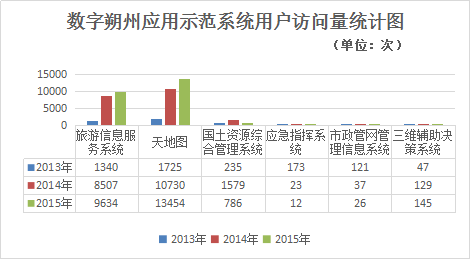 数字朔州应用示范系统用户访问量统计图
（单位：次）
15000
10000
5000
0
旅游信息服务系统 天地图 国土资源综合管理系统 应急指挥系统 市政管网管理信息系统 三维辅助决策系统
2013年 1340 1725 235 173 121 47
2014年 8507 10730 1579 23 37 129
2015年 9634 13454 786 12 26 145
2013年 2014年 2015年